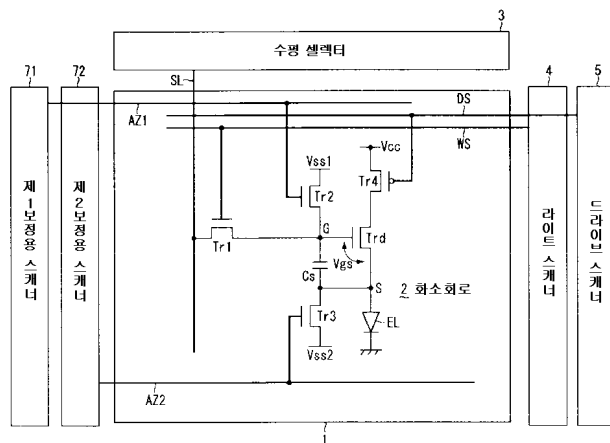 3
수평 셀렉터
71
72
SL
4
5
AZ1
DS
WS
Vss1
Vcc
Tr2
Tr4
G
Trd
Tr1
Vgs
Cs
S
2 화소회로
Tr3
EL
Vss2
AZ2
1
제1보정용 스캐너
제2보정용 스캐너
라이트 스캐너
드라이브 스캐너